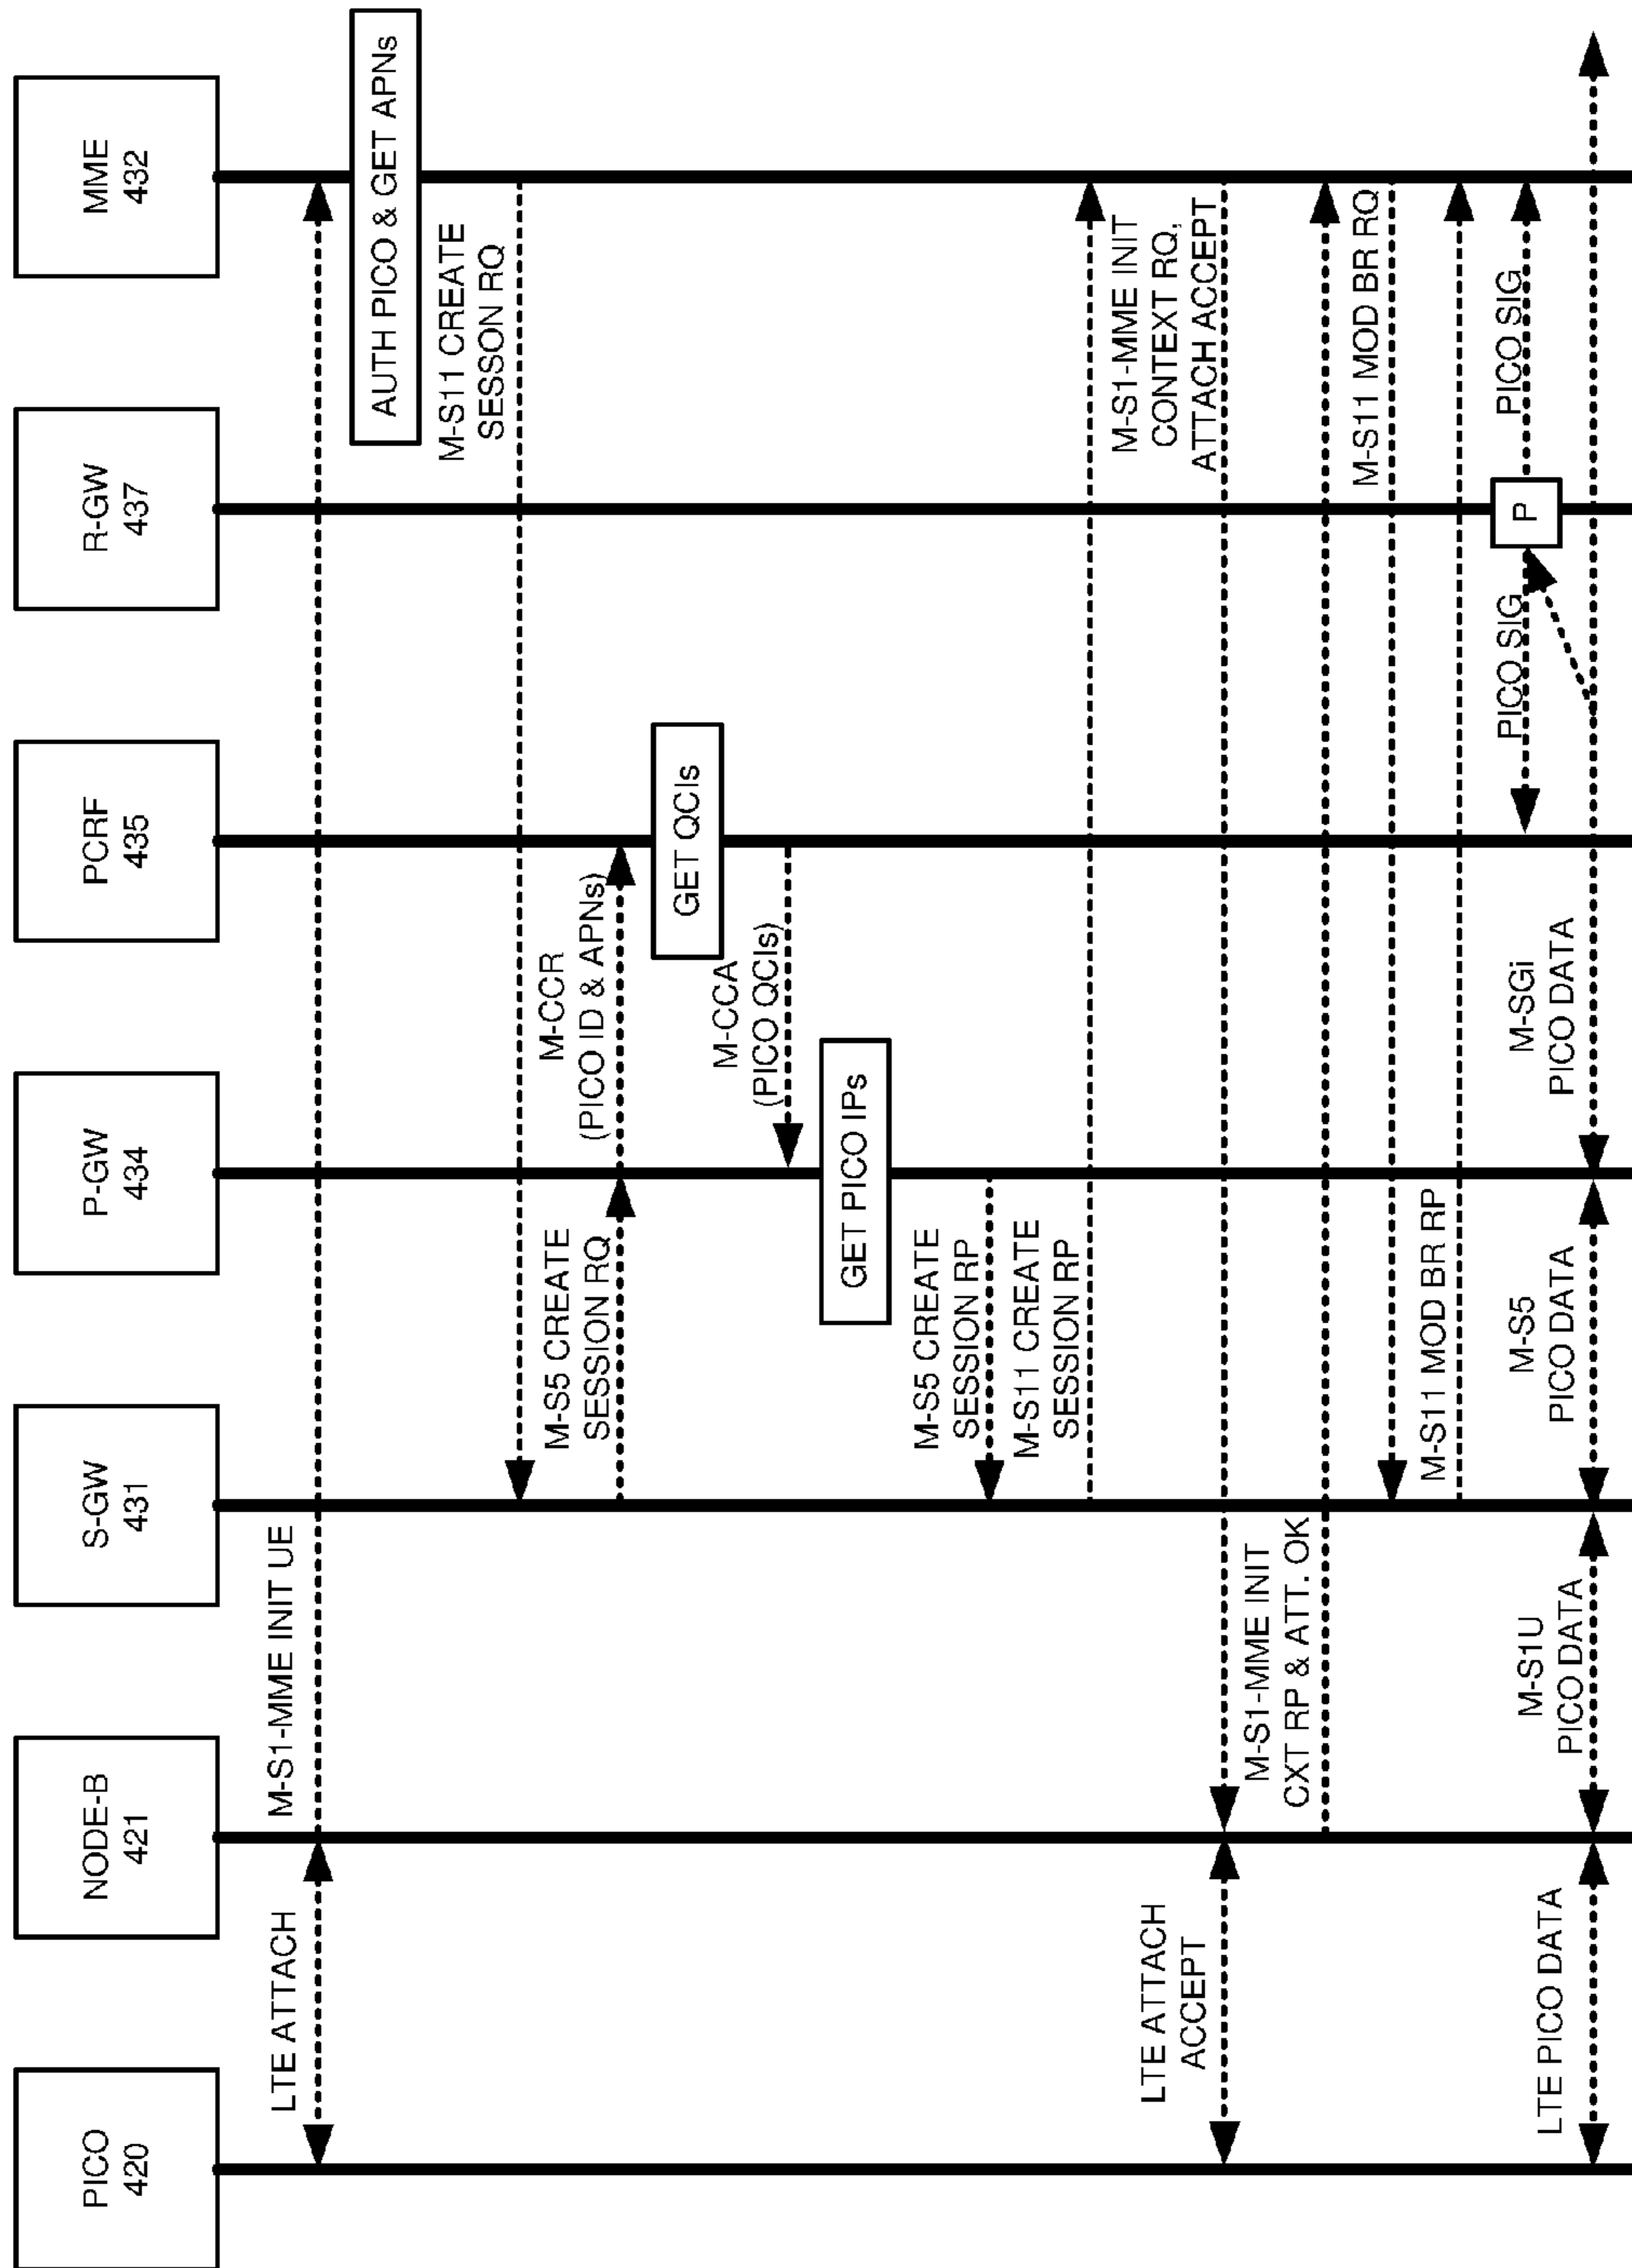 PICO
420
NODE-B
421
S-GW
431
P-GW
434
PCRF
435
R-GW
437
MME
432
LTE ATTACH
M-S1-MME INIT UE
AUTH PICO & GET APNs
M-S11 CREATE
SESSON RQ
M-S5 CREATE
SESSION RQ
M-CCR
(PICO ID & APNs)
GET QCIs
M-CCA
(PICO QCIs)
GET PICO IPs
M-S5 CREATE
SESSION RP
M-S11 CREATE
SESSION RP
M-S1-MME INIT
CONTEXT RQ,
ATTACH ACCEPT
LTE ATTACH
ACCEPT
M-S1-MME INIT
CXT RP & ATT. OK
M-S11 MOD BR RQ
M-S11 MOD BR RP
PICO SIG
P
PICO SIG
LTE PICO DATA
M-S1U
PICO DATA
M-S5
PICO DATA
M-SGi
PICO DATA